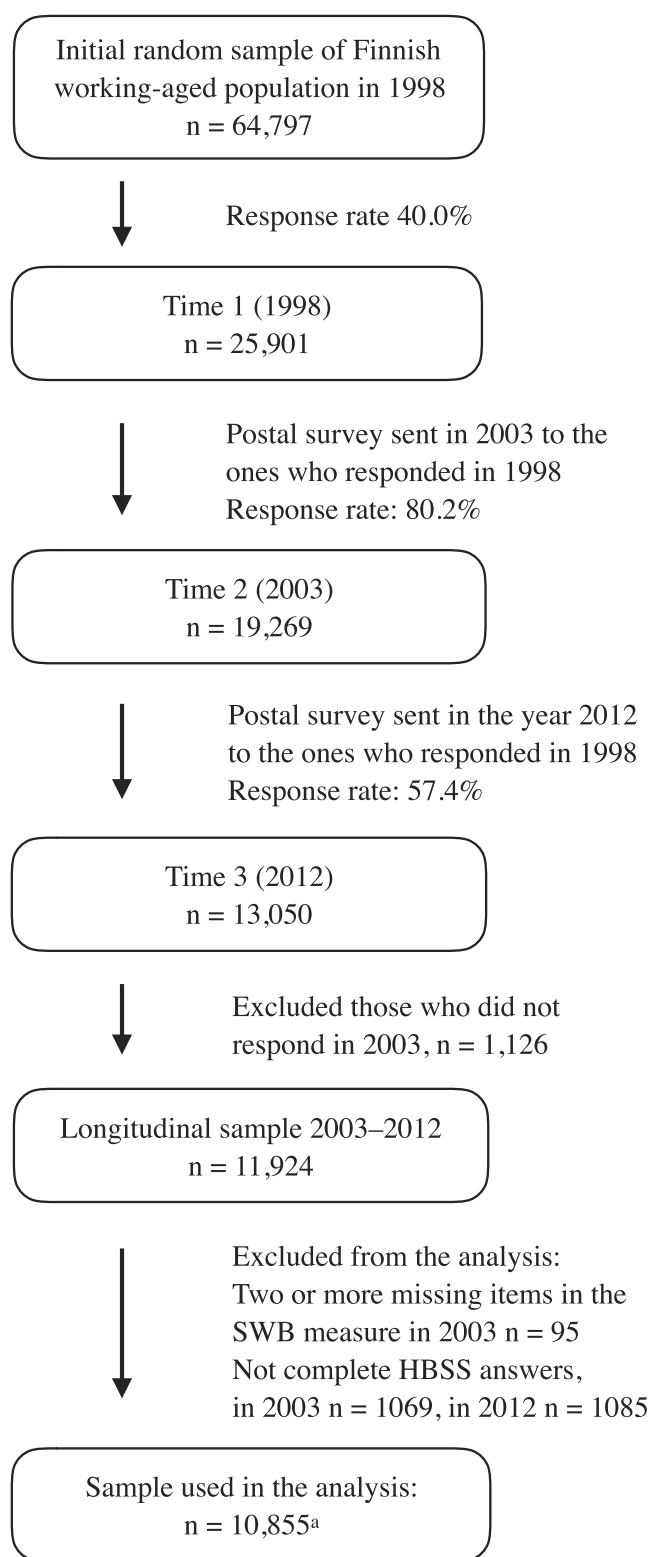 Initial random sample of Finnish
working-aged population in 1998
n = 64,797
Response rate 40.0%
Time 1 (1998)
n = 25,901
Postal survey sent in 2003 to the
ones who responded in 1998
Response rate: 80.2%
Time 2 (2003)
n = 19,269
Postal survey sent in the year 2012
to the ones who responded in 1998
Response rate: 57.4%
Time 3 (2012)
n = 13,050
Excluded those who did not
respond in 2003, n = 1,126
Longitudinal sample 2003–2012
n = 11,924
Excluded from the analysis:
Two or more missing items in the
SWB measure in 2003 n = 95
Not complete HBSS answers,
in 2003 n = 1069, in 2012 n = 1085
Sample used in the analysis:
n = 10,855ᵃ